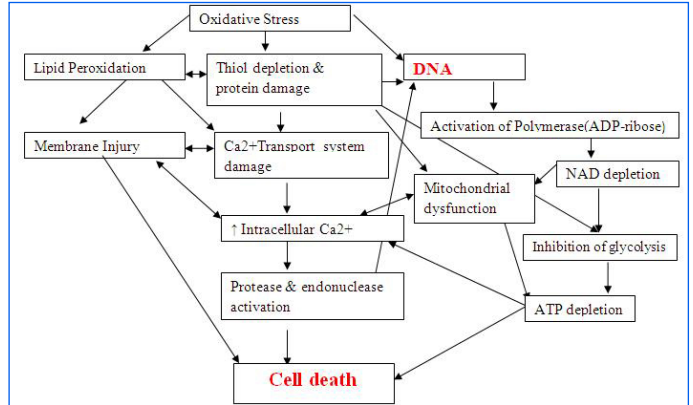 Oxidative Stress
Lipid Peroxidation
Thiol depletion &
protein damage
DNA
Activation of Polymerase(ADP-ribose)
Membrane Injury
Ca2+Transport system
damage
NAD depletion
Mitochondrial
dysfunction
↑ Intracellular Ca2+
Inhibition of glycolysis
Protease & endonuclease
activation
ATP depletion
Cell death